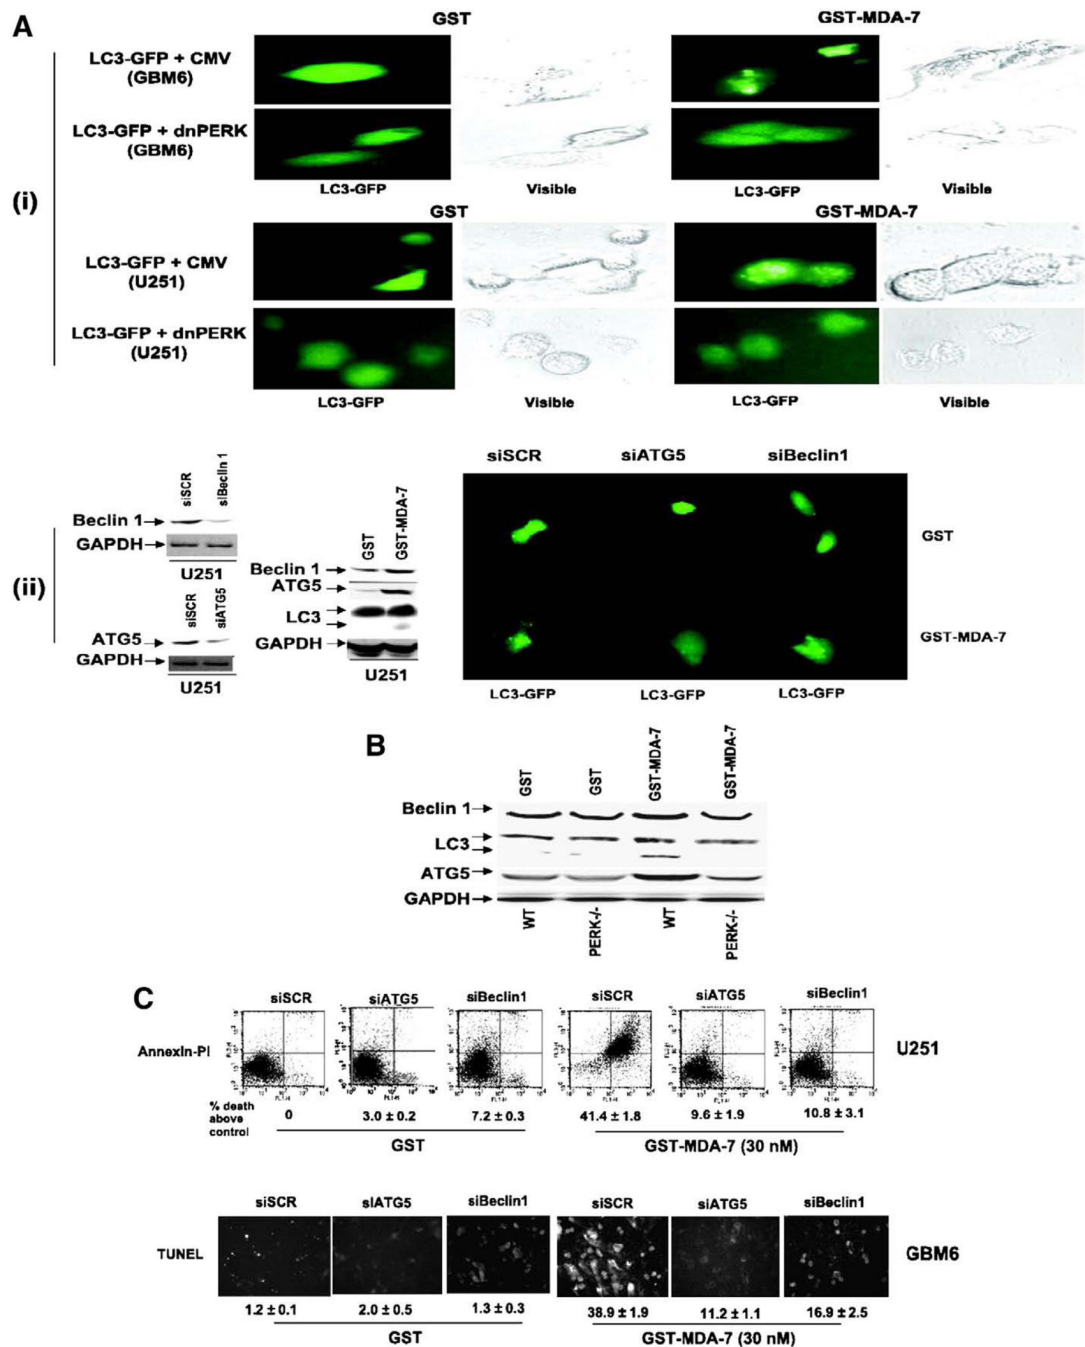 A
GST
GST-MDA-7
LC3-GFP + CMV
(GBM6)
LC3-GFP + dnPERK
(GBM6)
LC3-GFP
Visible
LC3-GFP
Visible
(i)
GST
GST-MDA-7
LC3-GFP + CMV
(U251)
LC3-GFP + dnPERK
(U251)
LC3-GFP
Visible
LC3-GFP
Visible
(ii)
siSCR
siBeclin 1
Beclin 1
GAPDH
U251
siSCR
siATG5
ATG5
GAPDH
U251
GST
GST-MDA-7
Beclin 1
ATG5
LC3
GAPDH
U251
siSCR
siATG5
siBeclin1
GST
GST-MDA-7
LC3-GFP
LC3-GFP
LC3-GFP
B
GST
GST
GST-MDA-7
GST-MDA-7
Beclin 1
LC3
ATG5
GAPDH
WT
PERK-/-
WT
PERK-/-
C
siSCR
siATG5
siBeclin1
siSCR
siATG5
siBeclin1
AnnexIn-PI
U251
% death
above
control
0
3.0 ± 0.2
7.2 ± 0.3
41.4 ± 1.8
9.6 ± 1.9
10.8 ± 3.1
GST
GST-MDA-7 (30 nM)
siSCR
siATG5
siBeclin1
siSCR
siATG5
siBeclin1
TUNEL
GBM6
1.2 ± 0.1
2.0 ± 0.5
1.3 ± 0.3
38.9 ± 1.9
11.2 ± 1.1
16.9 ± 2.5
GST
GST-MDA-7 (30 nM)